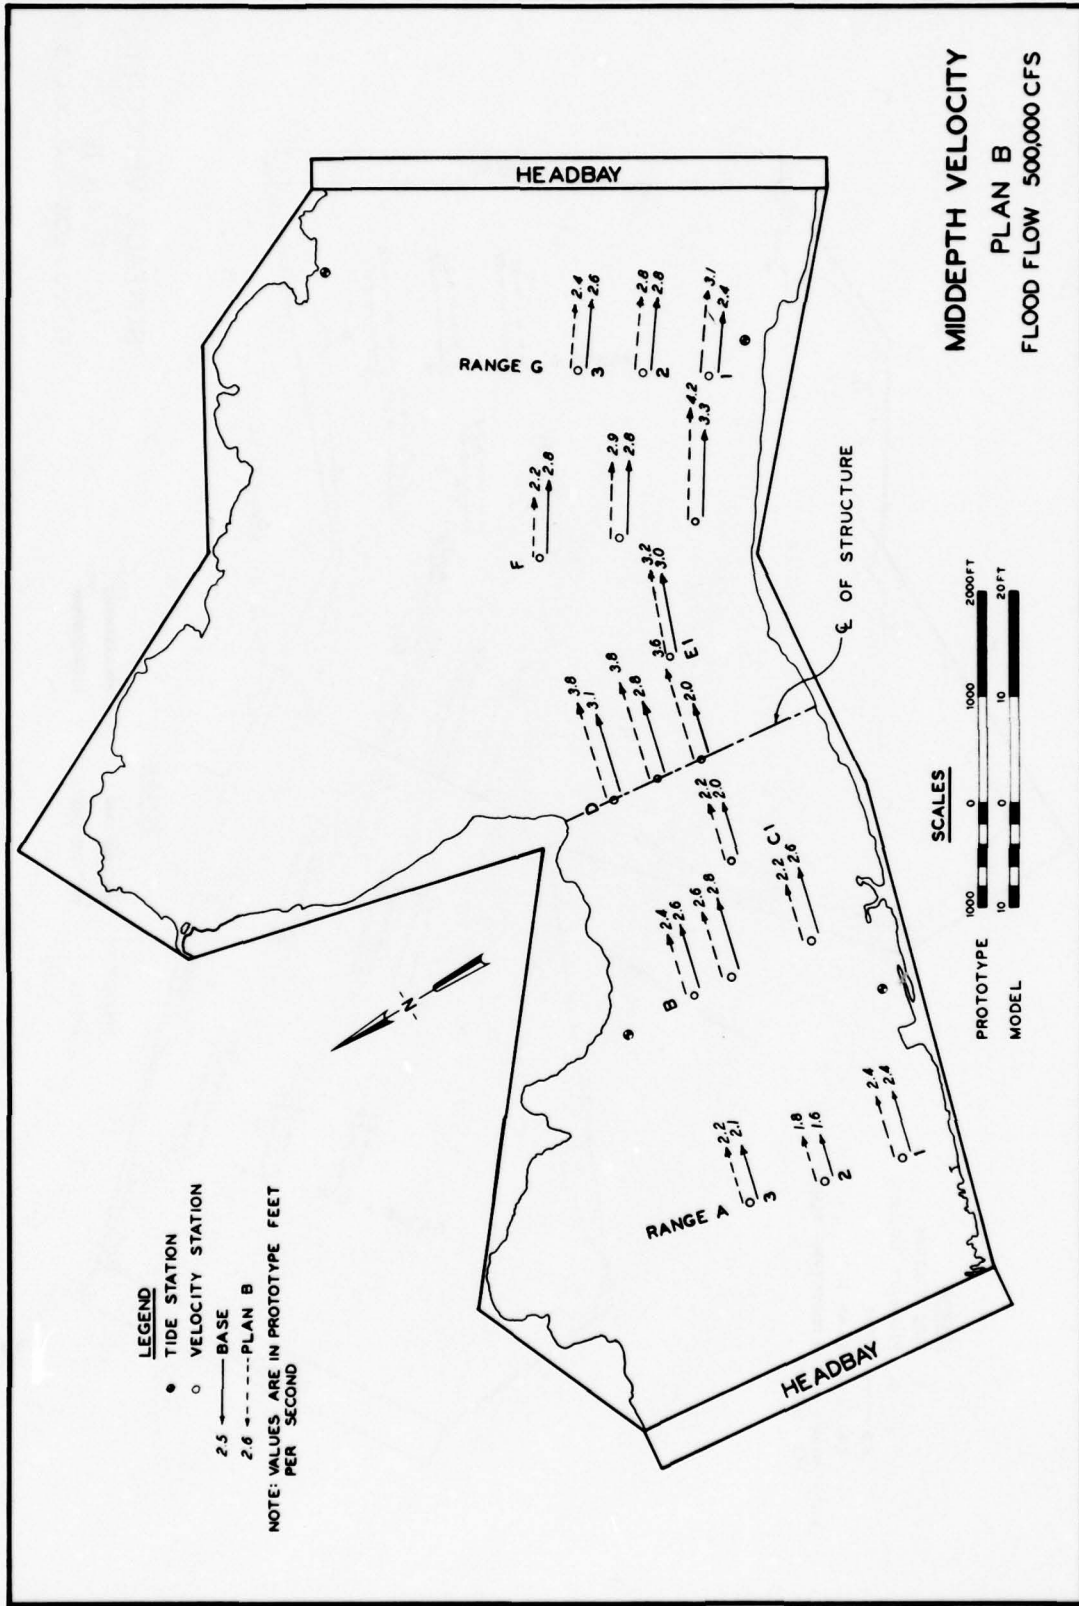 HEADBAY
RANGE G
2.4
2.6
3
2.8
2.8
2
3.1
2.4
1
4.2
3.3
2.9
2.8
F
2.2
2.8
3.2
3.0
E1
3.8
3.1
D
3.8
2.8
3.6
2.0
℄ OF STRUCTURE
2.2
2.0
C1
2.2
2.6
B
2.4
2.6
2.6
2.8
N
RANGE A
2.2
2.1
3
1.8
1.6
2
2.4
2.4
1
HEADBAY
LEGEND
TIDE STATION
VELOCITY STATION
2.5 BASE
2.6 PLAN B
NOTE: VALUES ARE IN PROTOTYPE FEET
PER SECOND
SCALES
PROTOTYPE 1000 0 1000 2000 FT
MODEL 10 0 10 20 FT
MIDDEPTH VELOCITY
PLAN B
FLOOD FLOW 500,000 CFS